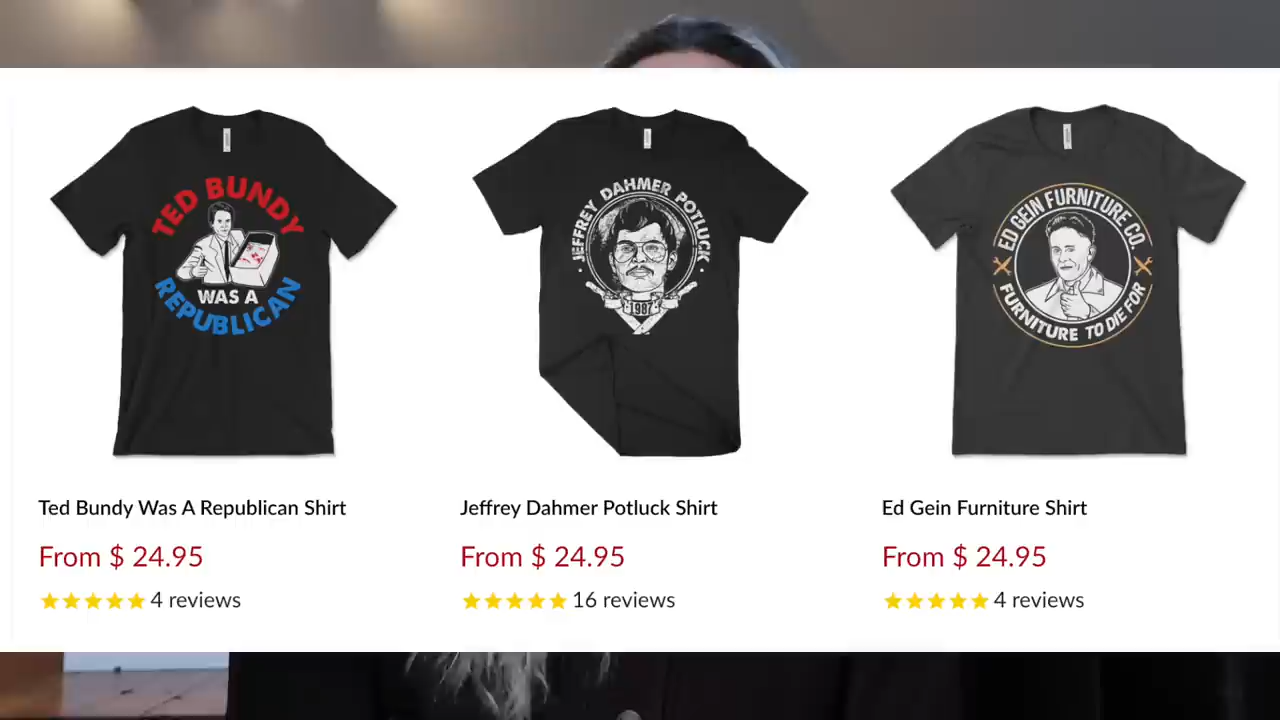 TED BUNDY
WAS A
REPUBLICAN
JEFFREY DAHMER POTLUCK
1987
ED GEIN FURNITURE CO.
FURNITURE TO DIE FOR
Ted Bundy Was A Republican Shirt
Jeffrey Dahmer Potluck Shirt
Ed Gein Furniture Shirt
From $ 24.95
From $ 24.95
From $ 24.95
4 reviews
16 reviews
4 reviews